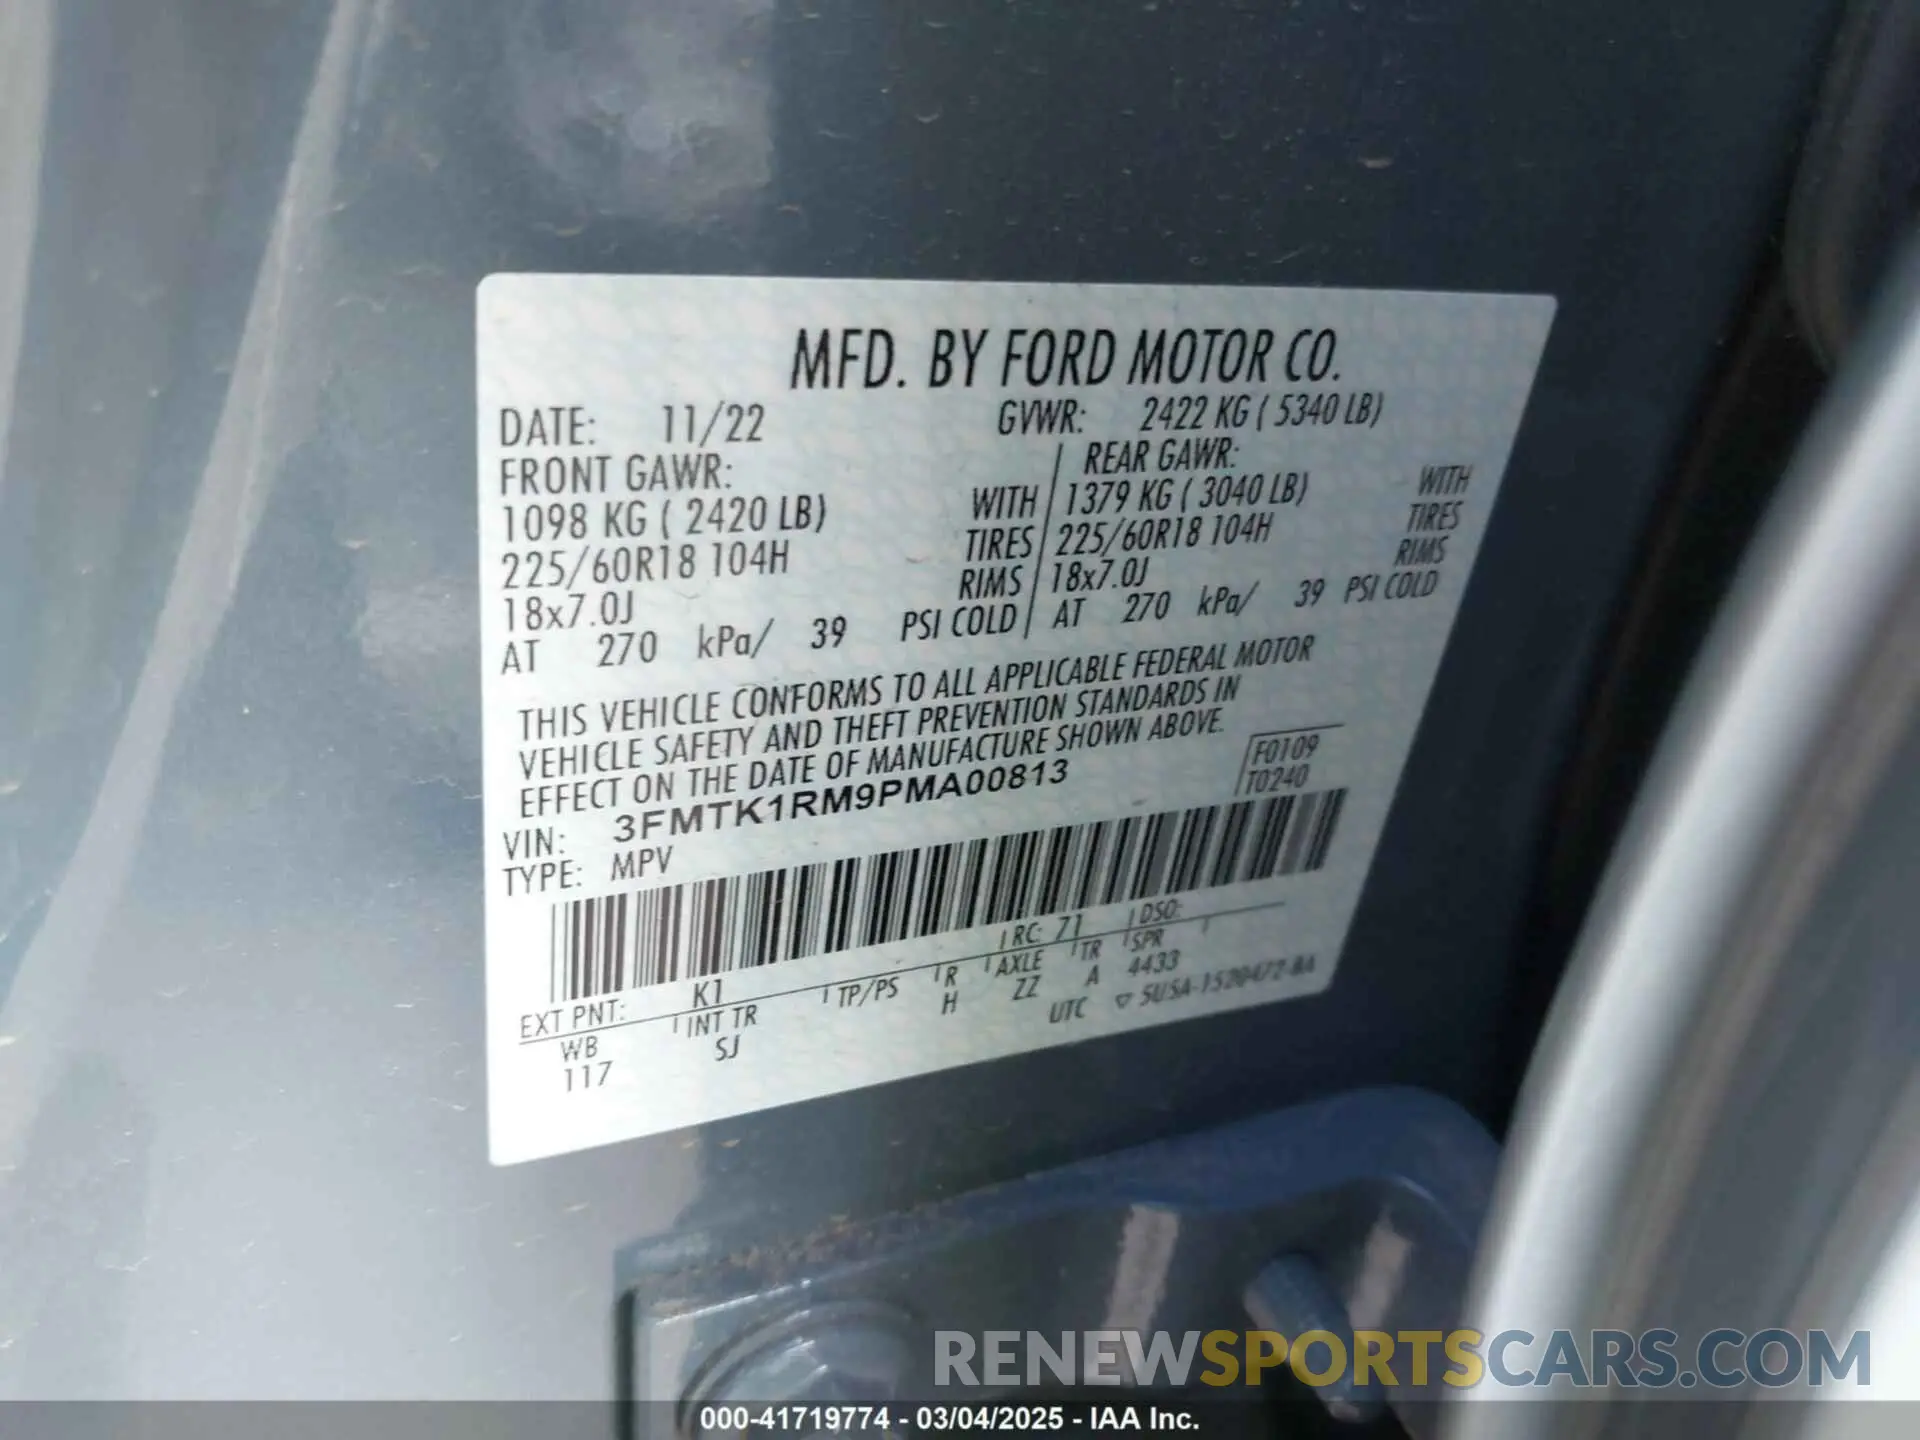 MFD. BY FORD MOTOR CO.
DATE: 11/22 GVWR: 2422 KG ( 5340 LB)
FRONT GAWR: REAR GAWR:
1098 KG ( 2420 LB) WITH 1379 KG ( 3040 LB) WITH
225/60R18 104H TIRES 225/60R18 104H TIRES
18x7.0J RIMS 18x7.0J RIMS
AT 270 kPa/ 39 PSI COLD AT 270 kPa/ 39 PSI COLD
THIS VEHICLE CONFORMS TO ALL APPLICABLE FEDERAL MOTOR
VEHICLE SAFETY AND THEFT PREVENTION STANDARDS IN
EFFECT ON THE DATE OF MANUFACTURE SHOWN ABOVE.
F0109
VIN: 3FMTK1RM9PMA00813 T0240
TYPE: MPV
EXT PNT: K1 RC: 71 DSO:
WB INT TR TP/PS R AXLE TR SPR
117 SJ H ZZ A 4433
UTC ▽ 5U5A-1520472-BA
RENEWSPORTSCARS.COM
000-41719774 - 03/04/2025 - IAA Inc.